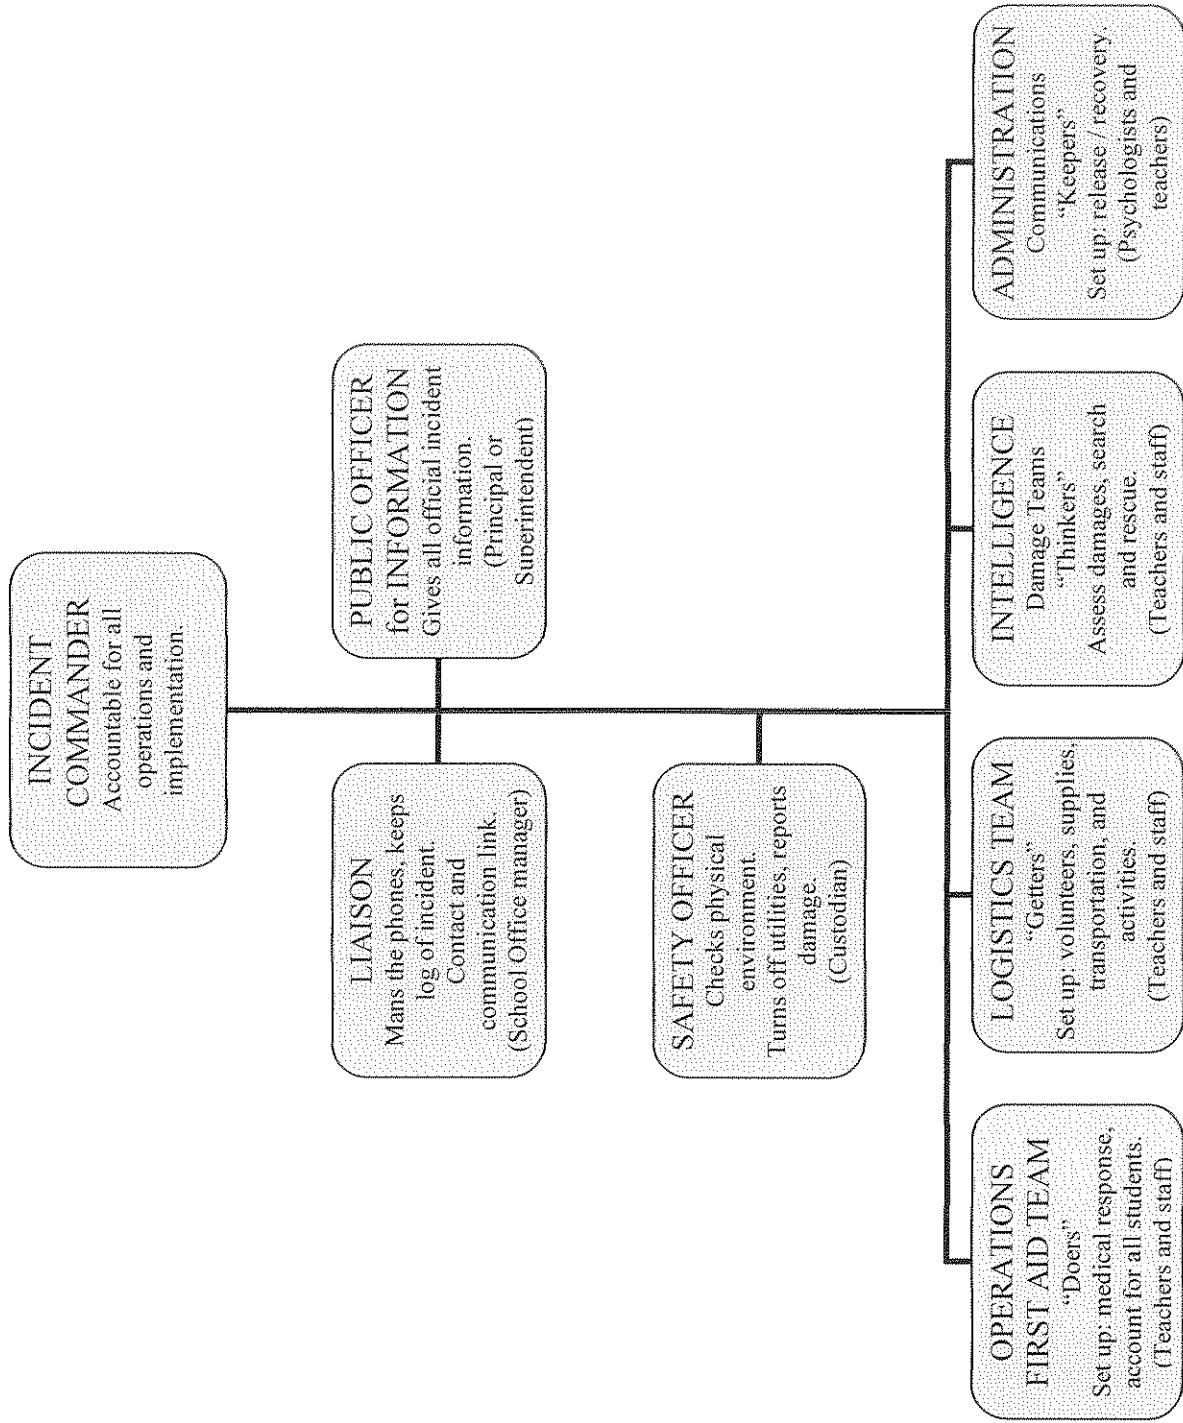 INCIDENT
COMMANDER
Accountable for all
operations and
implementation.
LIAISON
Mans the phones, keeps
log of incident.
Contact and
communication link.
(School Office manager)
PUBLIC OFFICER
for INFORMATION
Gives all official incident
information.
(Principal or
Superintendent)
SAFETY OFFICER
Checks physical
environment.
Turns off utilities, reports
damage.
(Custodian)
OPERATIONS
FIRST AID TEAM
“Doers”
Set up: medical response,
account for all students.
(Teachers and staff)
LOGISTICS TEAM
“Getters”
Set up: volunteers, supplies,
transportation, and
activities.
(Teachers and staff)
INTELLIGENCE
Damage Teams
“Thinkers”
Assess damages, search
and rescue.
(Teachers and staff)
ADMINISTRATION
Communications
“Keepers”
Set up: release / recovery.
(Psychologists and
teachers)